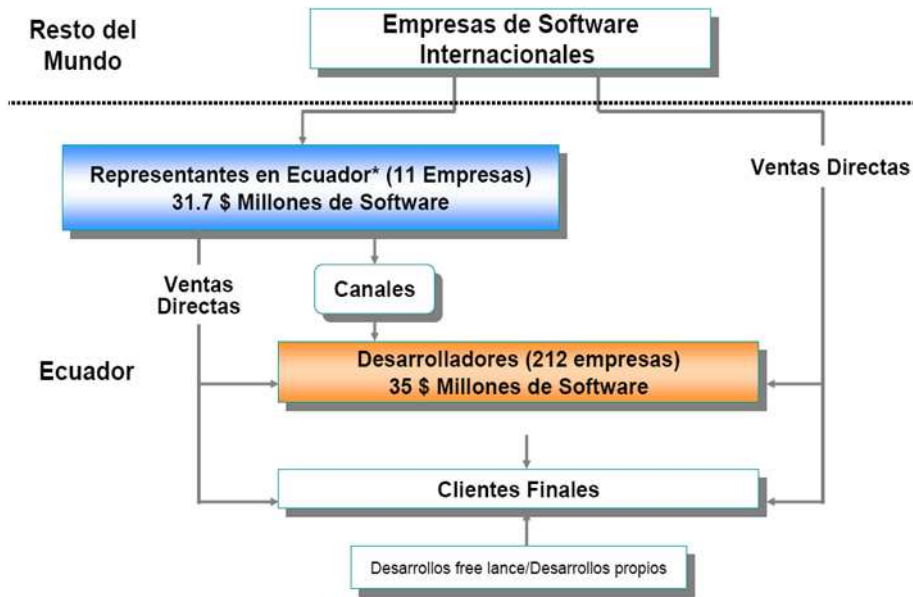 Resto del
Mundo
Empresas de Software
Internacionales
Representantes en Ecuador* (11 Empresas)
31.7 $ Millones de Software
Ventas Directas
Ventas
Directas
Canales
Ecuador
Desarrolladores (212 empresas)
35 $ Millones de Software
Clientes Finales
Desarrollos free lance/Desarrollos propios